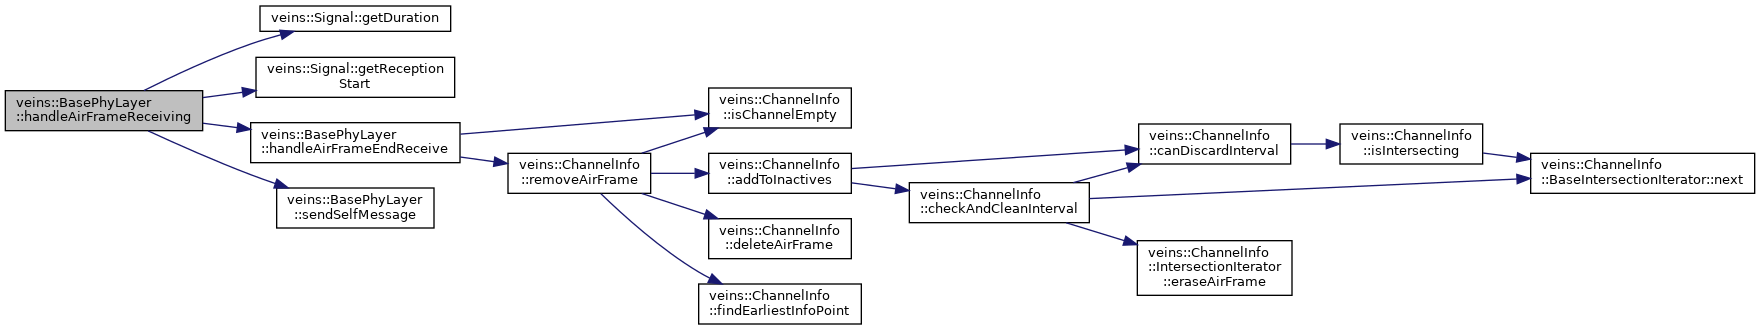 veins::Signal::getDuration
veins::Signal::getReception
Start
veins::BasePhyLayer
::handleAirFrameReceiving
veins::BasePhyLayer
::handleAirFrameEndReceive
veins::BasePhyLayer
::sendSelfMessage
veins::ChannelInfo
::removeAirFrame
veins::ChannelInfo
::isChannelEmpty
veins::ChannelInfo
::addToInactives
veins::ChannelInfo
::deleteAirFrame
veins::ChannelInfo
::findEarliestInfoPoint
veins::ChannelInfo
::checkAndCleanInterval
veins::ChannelInfo
::canDiscardInterval
veins::ChannelInfo
::IntersectionIterator
::eraseAirFrame
veins::ChannelInfo
::isIntersecting
veins::ChannelInfo
::BaseIntersectionIterator::next